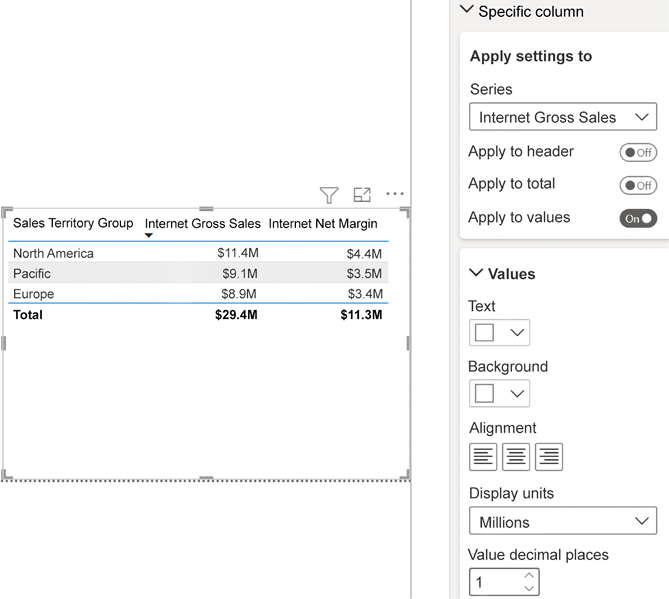 Specific column
Apply settings to
Series
Internet Gross Sales
Apply to header Off
Apply to total Off
Apply to values On
Sales Territory Group Internet Gross Sales Internet Net Margin
North America $11.4M $4.4M
Pacific $9.1M $3.5M
Europe $8.9M $3.4M
Total $29.4M $11.3M
Values
Text
Background
Alignment
Display units
Millions
Value decimal places
1